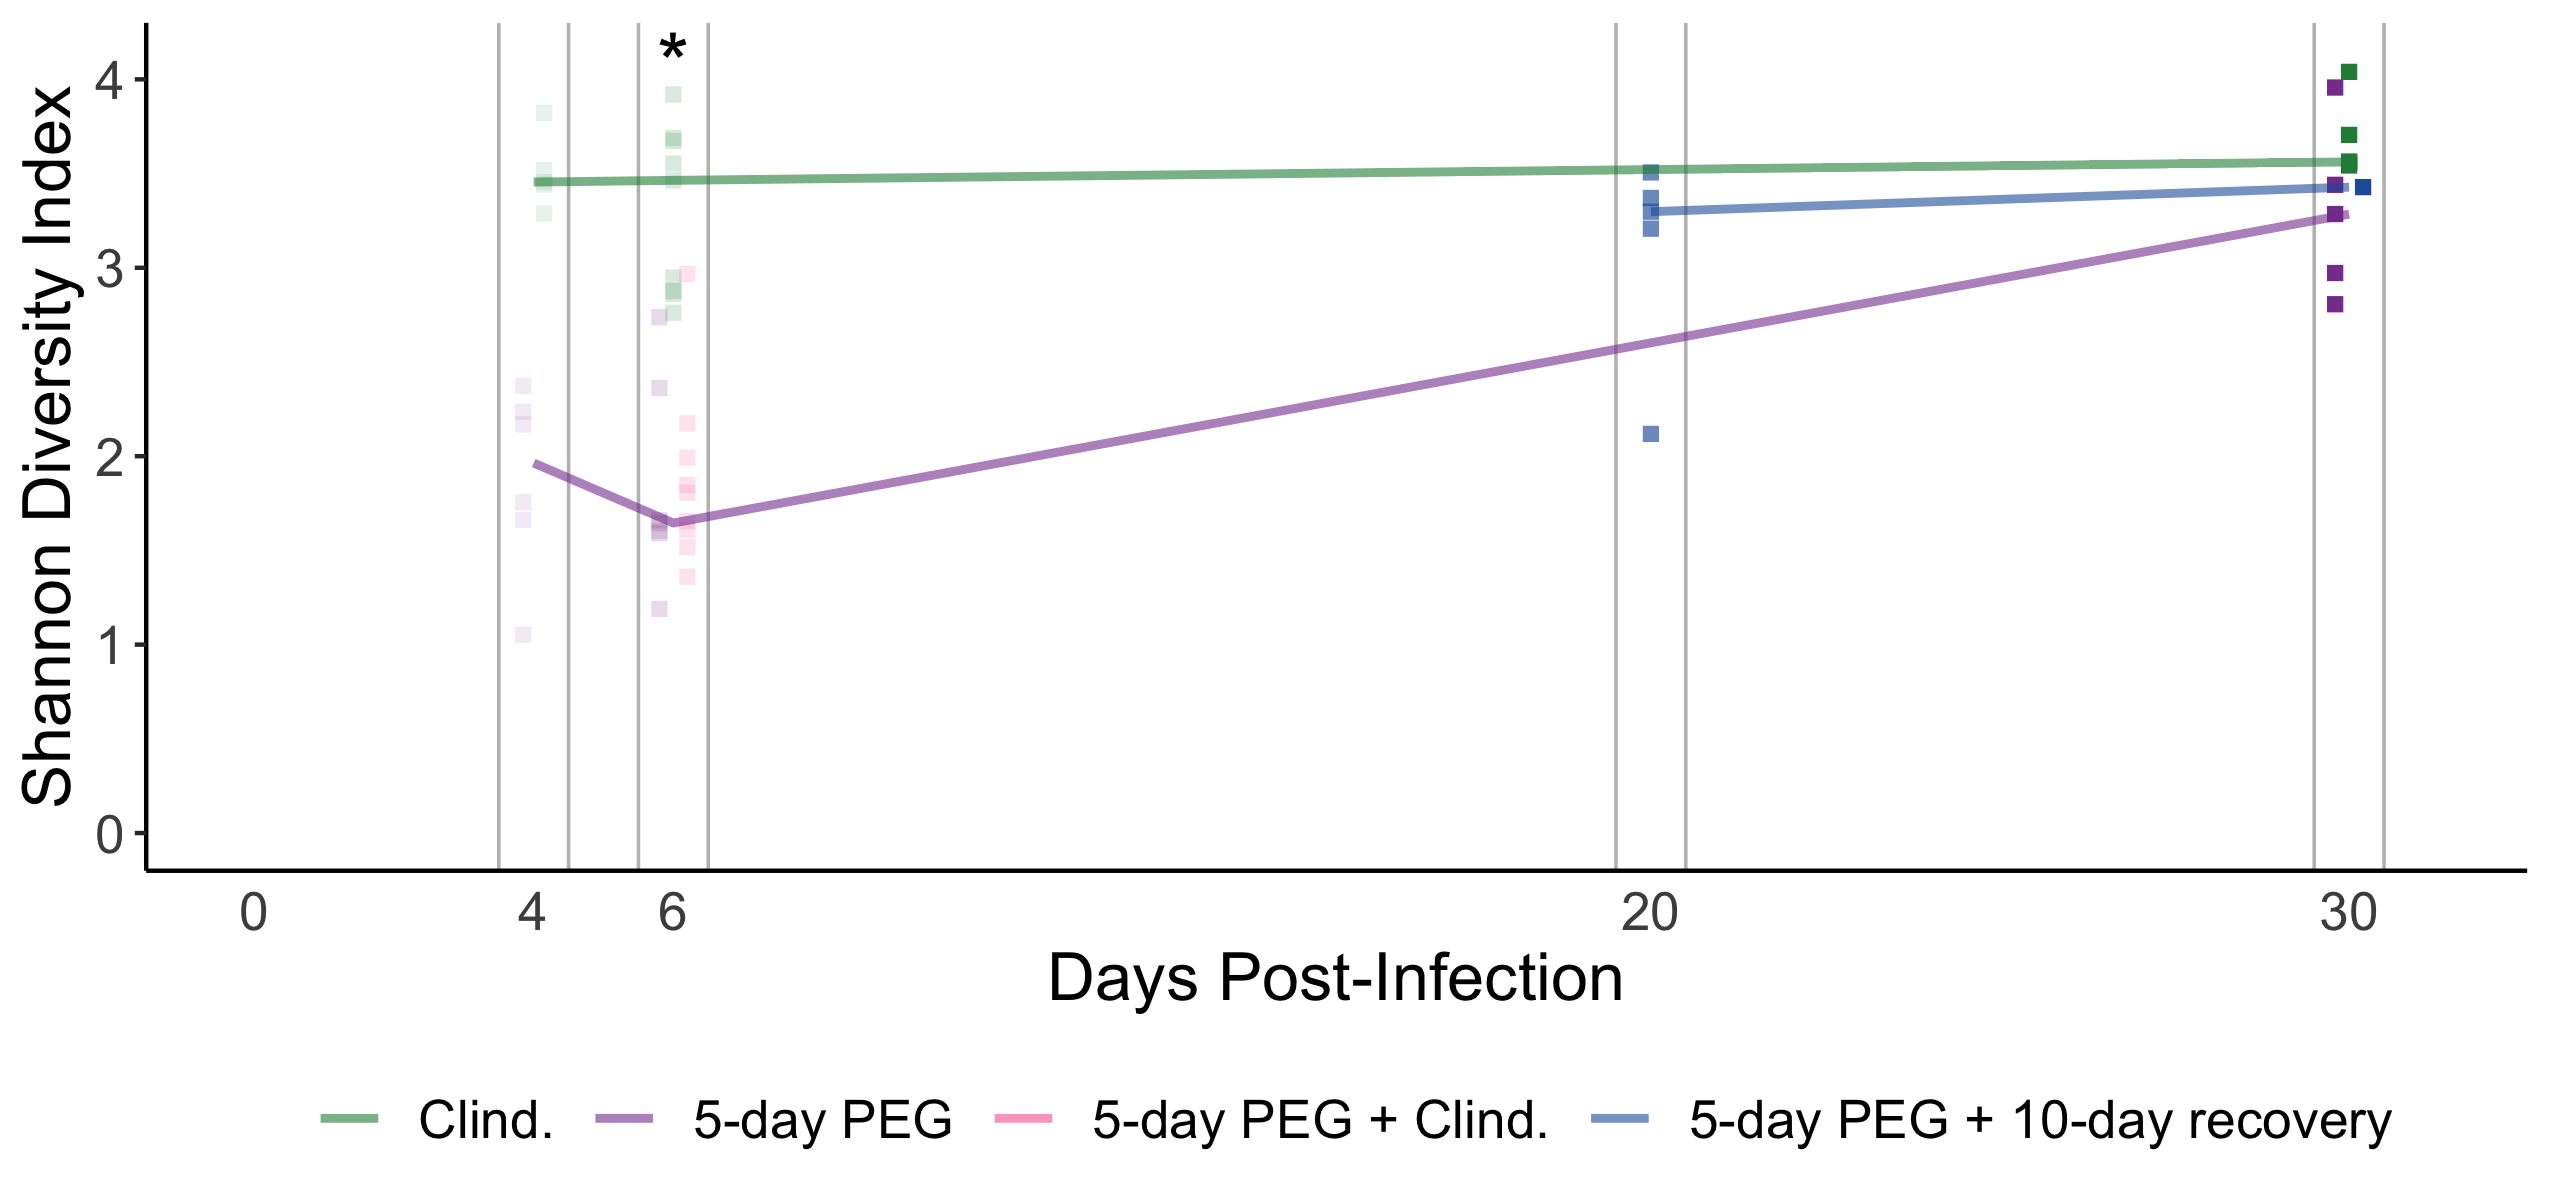 *
4
3
2
1
0
Shannon Diversity Index
0 4 6 20 30
Days Post-Infection
Clind. 5-day PEG 5-day PEG + Clind. 5-day PEG + 10-day recovery